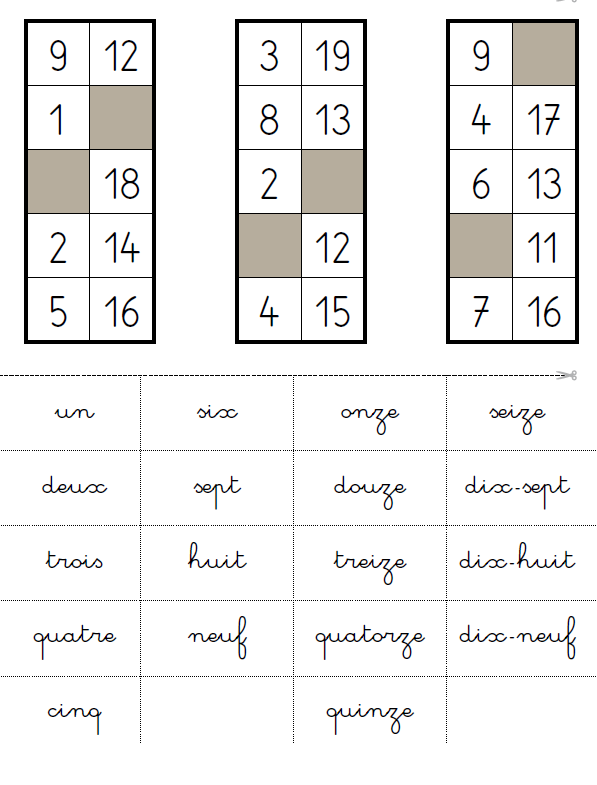 9 12 3 19 9
1 8 13 4 17
18 2 6 13
2 14 12 11
5 16 4 15 7 16
un six onze seize
deux sept douze dix-sept
trois huit treize dix-huit
quatre neuf quatorze dix-neuf
cinq quinze